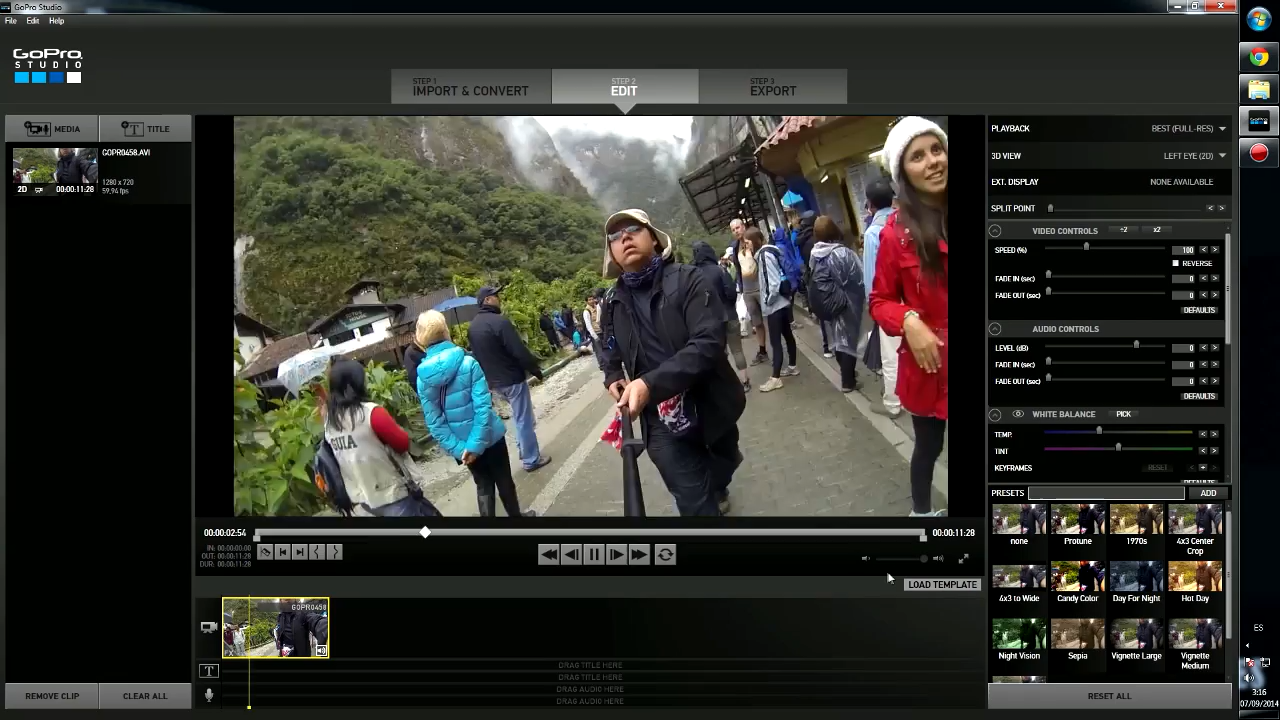 GoPro Studio
File Edit Help
GoPro
STUDIO
STEP 1
IMPORT & CONVERT
STEP 2
EDIT
STEP 3
EXPORT
MEDIA
TITLE
GOPR0458.AVI
1280 x 720
59,94 fps
2D
00:00:11:28
GUIA
PLAYBACK BEST (FULL-RES)
3D VIEW LEFT EYE (2D)
EXT. DISPLAY NONE AVAILABLE
SPLIT POINT
VIDEO CONTROLS ÷2 x2
SPEED (%) 100
REVERSE
FADE IN (sec) 0
FADE OUT (sec) 0
DEFAULTS
AUDIO CONTROLS
LEVEL (dB) 0
FADE IN (sec) 0
FADE OUT (sec) 0
DEFAULTS
WHITE BALANCE PICK
TEMP.
TINT
KEYFRAMES RESET
PRESETS ADD
none Protune 1970s 4x3 Center Crop
4x3 to Wide Candy Color Day For Night Hot Day
Night Vision Sepia Vignette Large Vignette Medium
RESET ALL
00:00:02:54
00:00:11:28
IN: 00:00:00:00
OUT: 00:00:11:28
DUR: 00:00:11:28
LOAD TEMPLATE
GOPR0458
T
DRAG TITLE HERE
DRAG TITLE HERE
DRAG AUDIO HERE
DRAG AUDIO HERE
REMOVE CLIP
CLEAR ALL
ES
3:16
07/09/2014